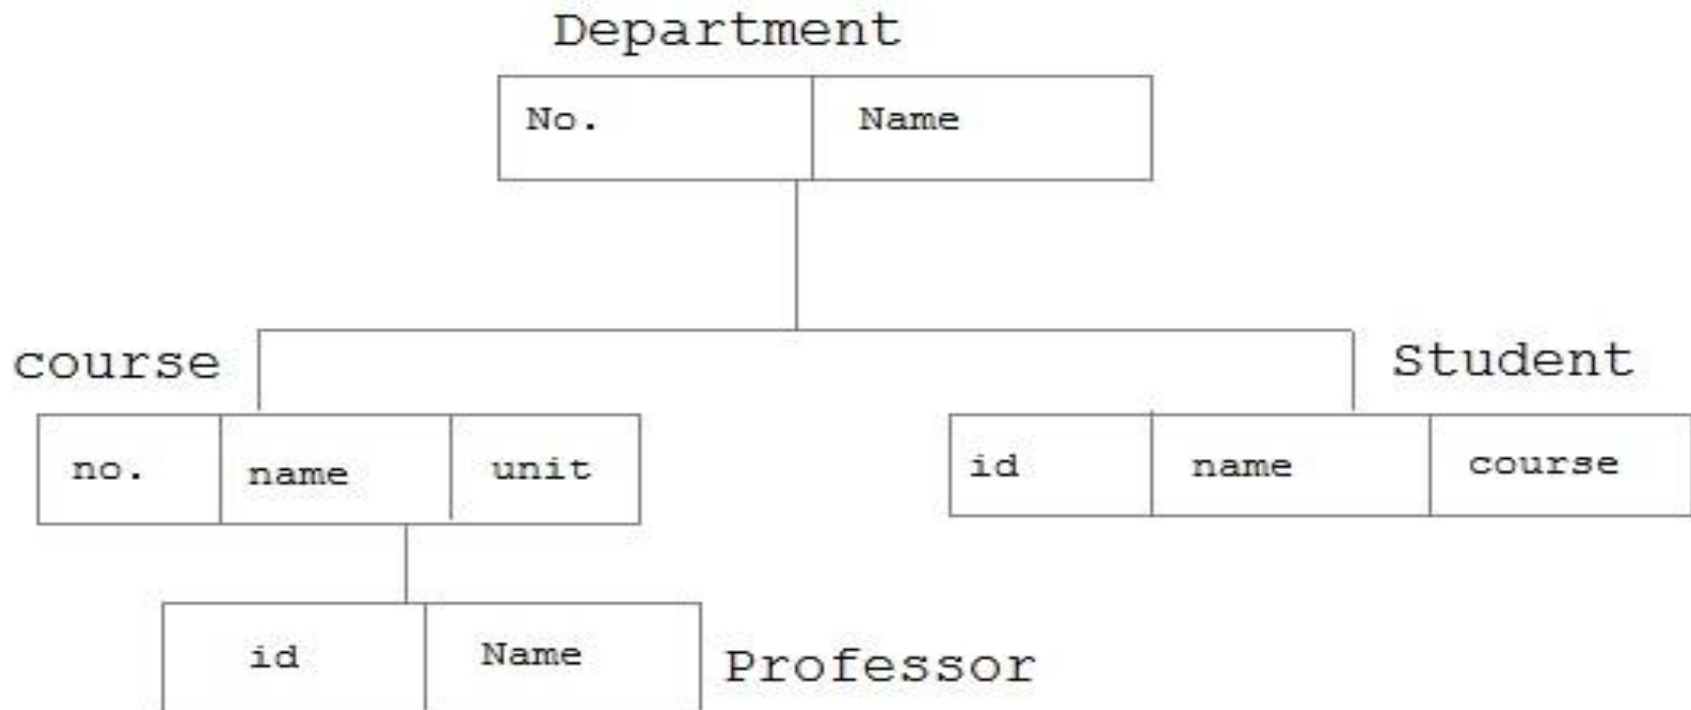 Department
No. Name
course
Student
no. name unit
id name course
id Name
Professor